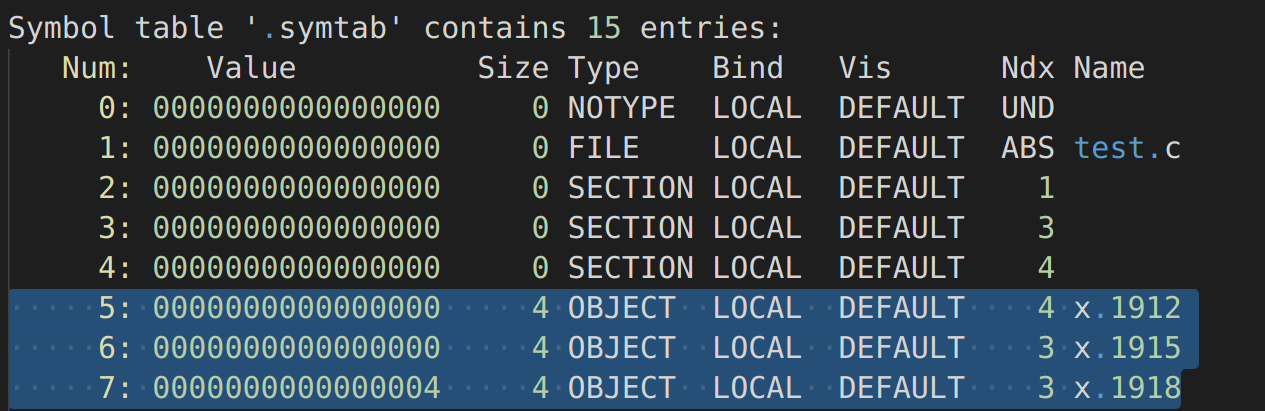 Symbol table '.symtab' contains 15 entries:
   Num:    Value          Size Type    Bind   Vis      Ndx Name
     0: 0000000000000000     0 NOTYPE  LOCAL  DEFAULT  UND
     1: 0000000000000000     0 FILE    LOCAL  DEFAULT  ABS test.c
     2: 0000000000000000     0 SECTION LOCAL  DEFAULT    1
     3: 0000000000000000     0 SECTION LOCAL  DEFAULT    3
     4: 0000000000000000     0 SECTION LOCAL  DEFAULT    4
     5: 0000000000000000     4 OBJECT  LOCAL  DEFAULT    4 x.1912
     6: 0000000000000000     4 OBJECT  LOCAL  DEFAULT    3 x.1915
     7: 0000000000000004     4 OBJECT  LOCAL  DEFAULT    3 x.1918